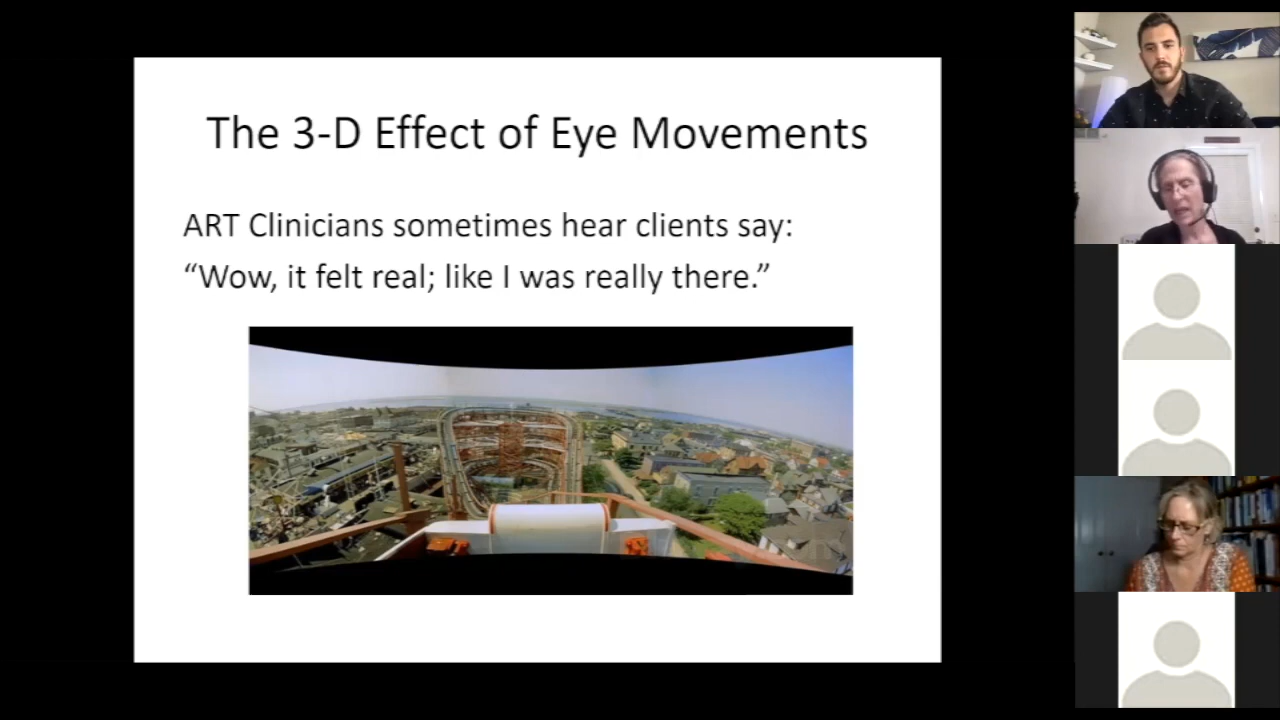 The 3-D Effect of Eye Movements
ART Clinicians sometimes hear clients say:
“Wow, it felt real; like I was really there.”